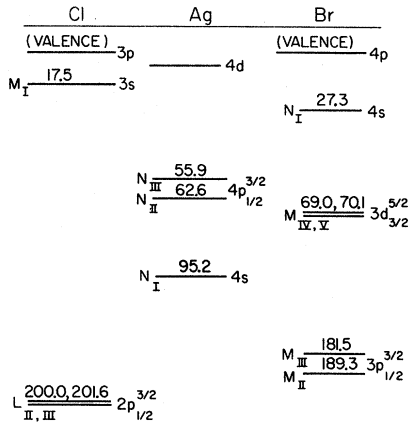 Cl Ag Br
(VALENCE) 3p
M I 17.5 3s
4d
(VALENCE) 4p
N I 27.3 4s
N III 55.9 4p 3/2
N II 62.6 1/2
N I 95.2 4s
M IV,V 69.0, 70.1 3d 5/2 3/2
M III 181.5 3p 3/2
M II 189.3 1/2
L II, III 200.0, 201.6 2p 3/2 1/2